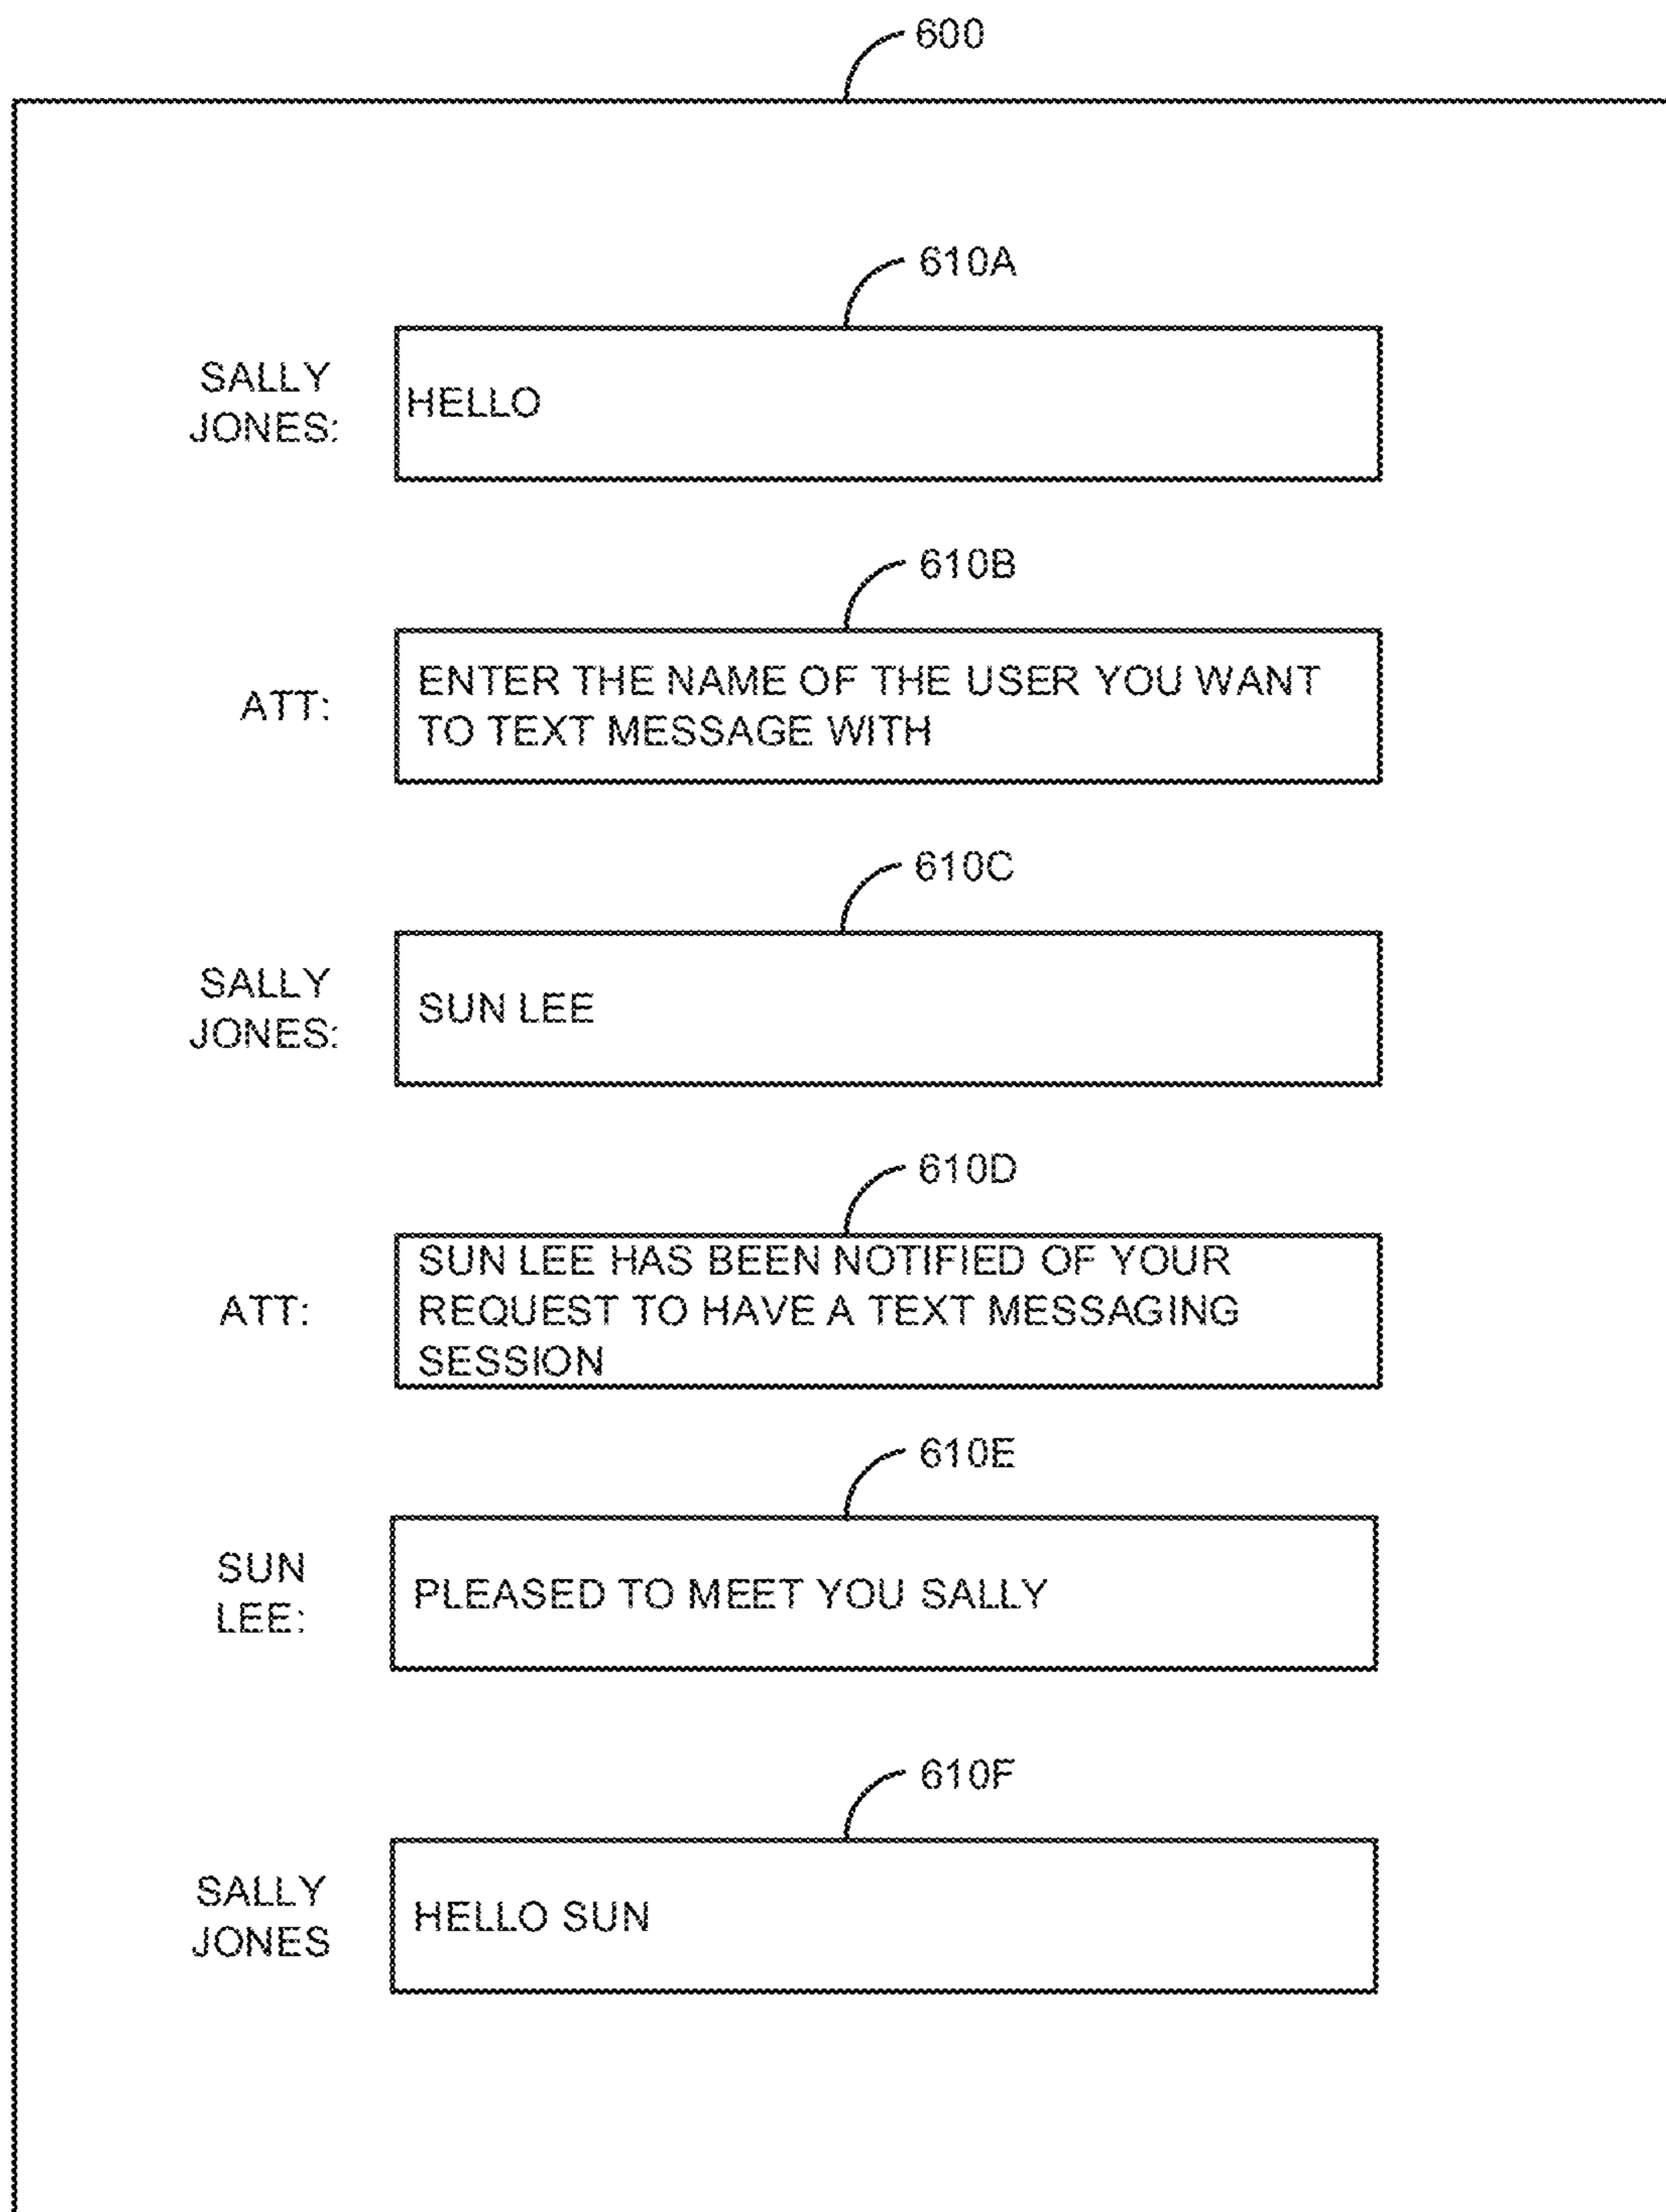 600
610A
SALLY
JONES:
HELLO
610B
ATT:
ENTER THE NAME OF THE USER YOU WANT
TO TEXT MESSAGE WITH
610C
SALLY
JONES:
SUN LEE
610D
ATT:
SUN LEE HAS BEEN NOTIFIED OF YOUR
REQUEST TO HAVE A TEXT MESSAGING
SESSION
610E
SUN
LEE:
PLEASED TO MEET YOU SALLY
610F
SALLY
JONES
HELLO SUN